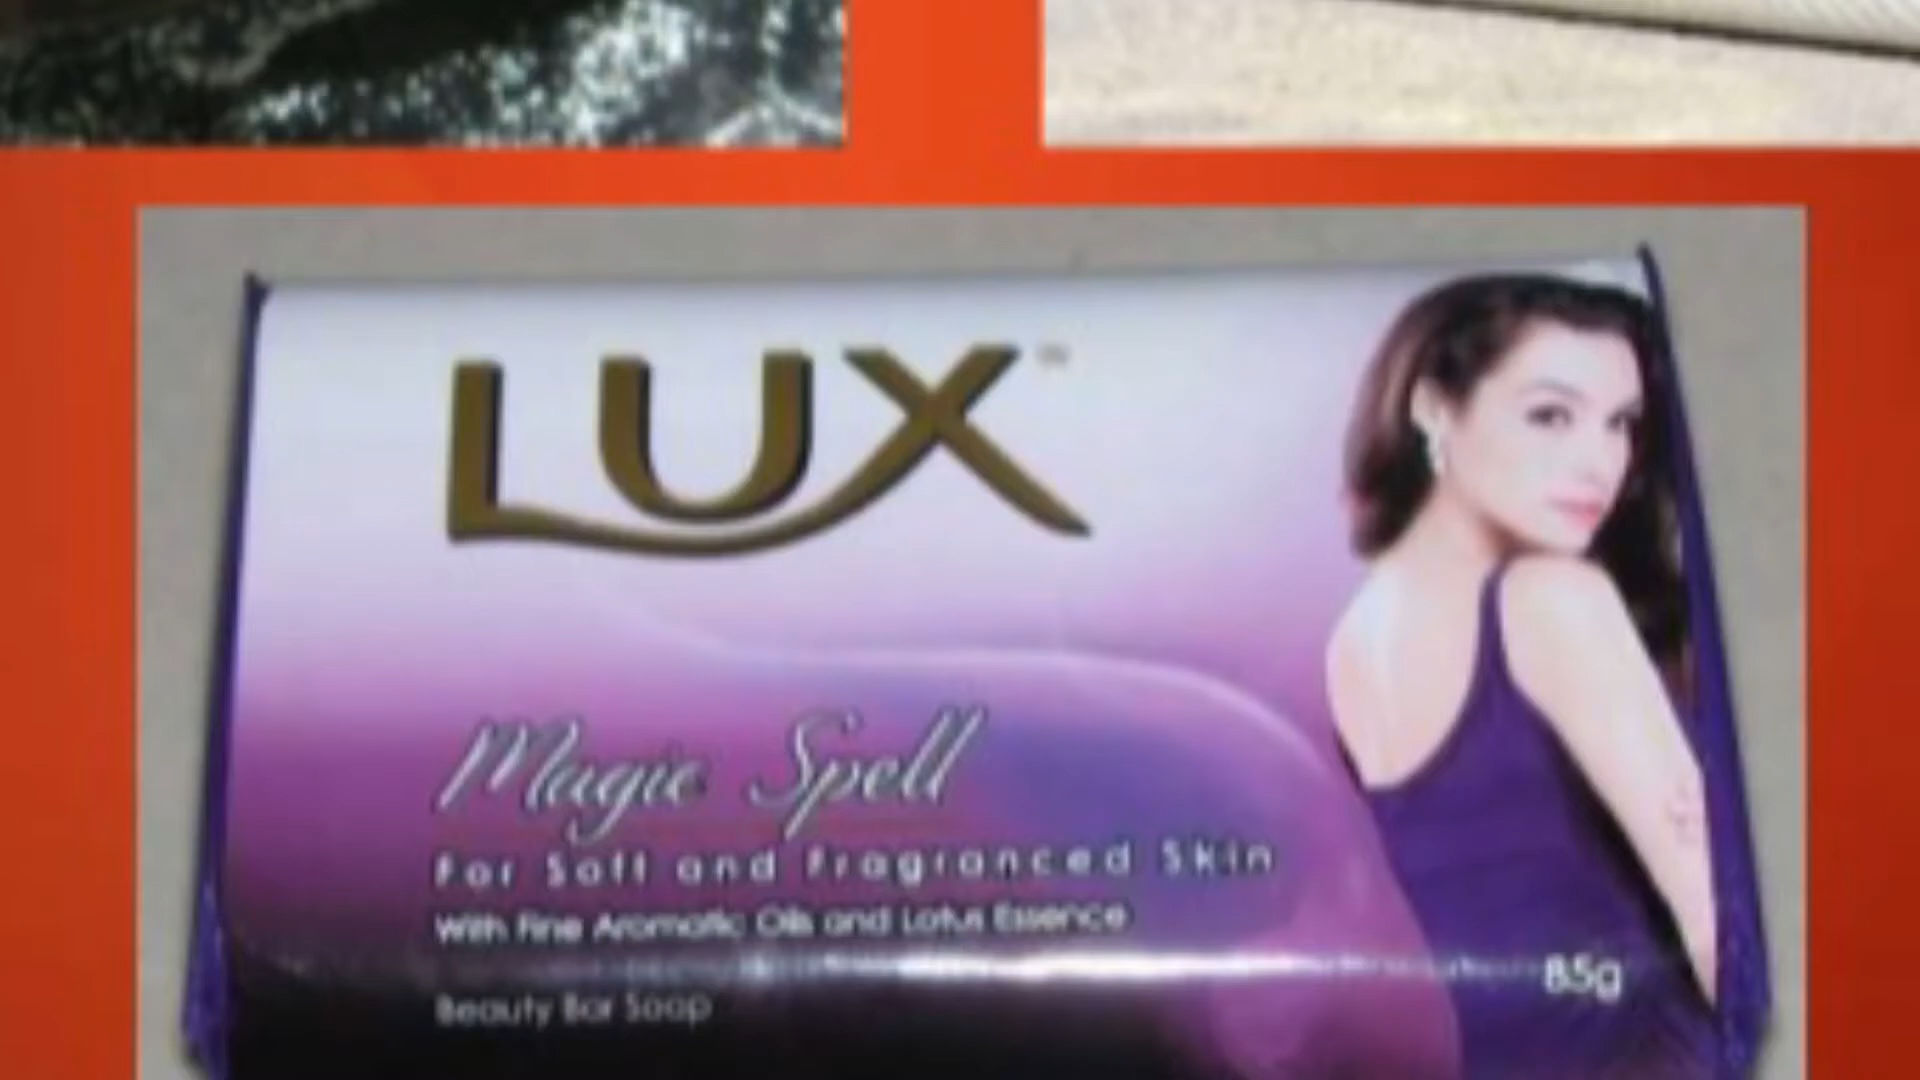 LUX
Magic Spell
For Soft and Fragranced Skin
With Fine Aromatic Oils and Lotus Essence
85g
Beauty Bar Soap